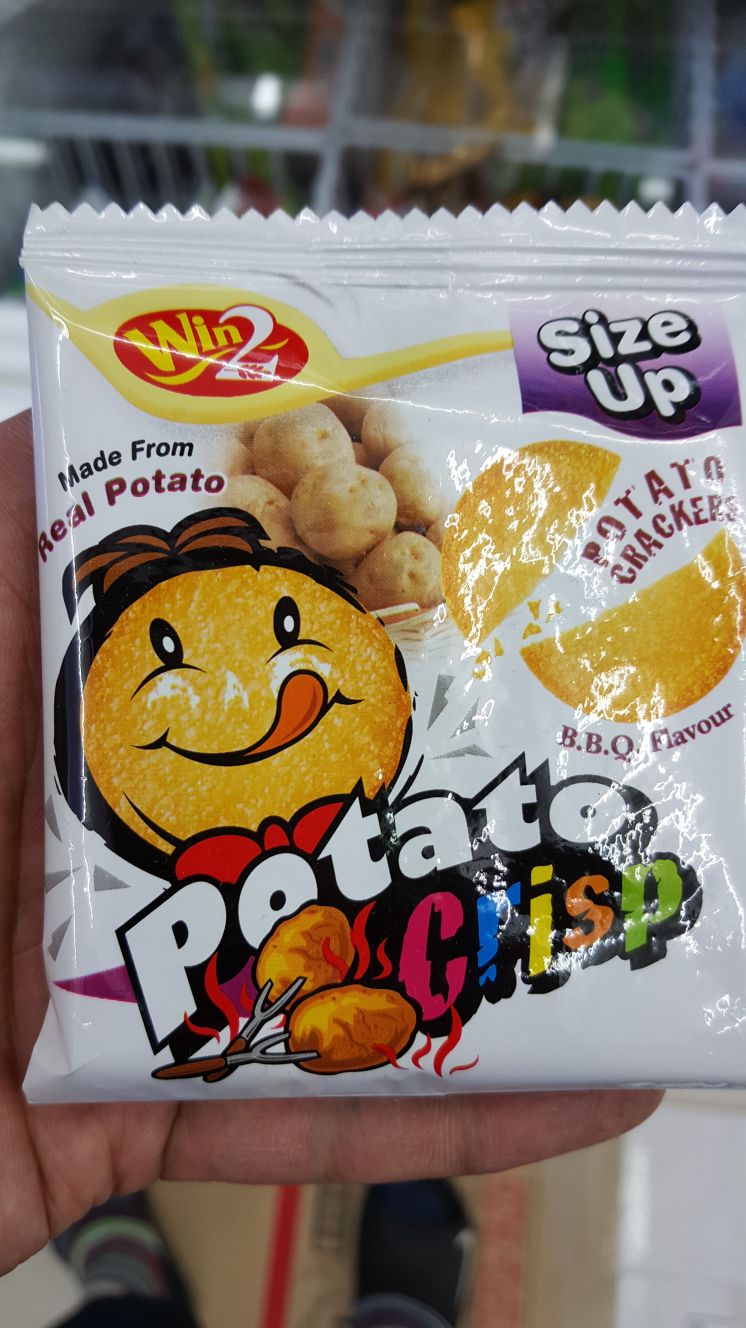 Win2
Size
Up
Made From
Real Potato
POTATO
CRACKERS
B.B.Q. Flavour
Potato
Crisp